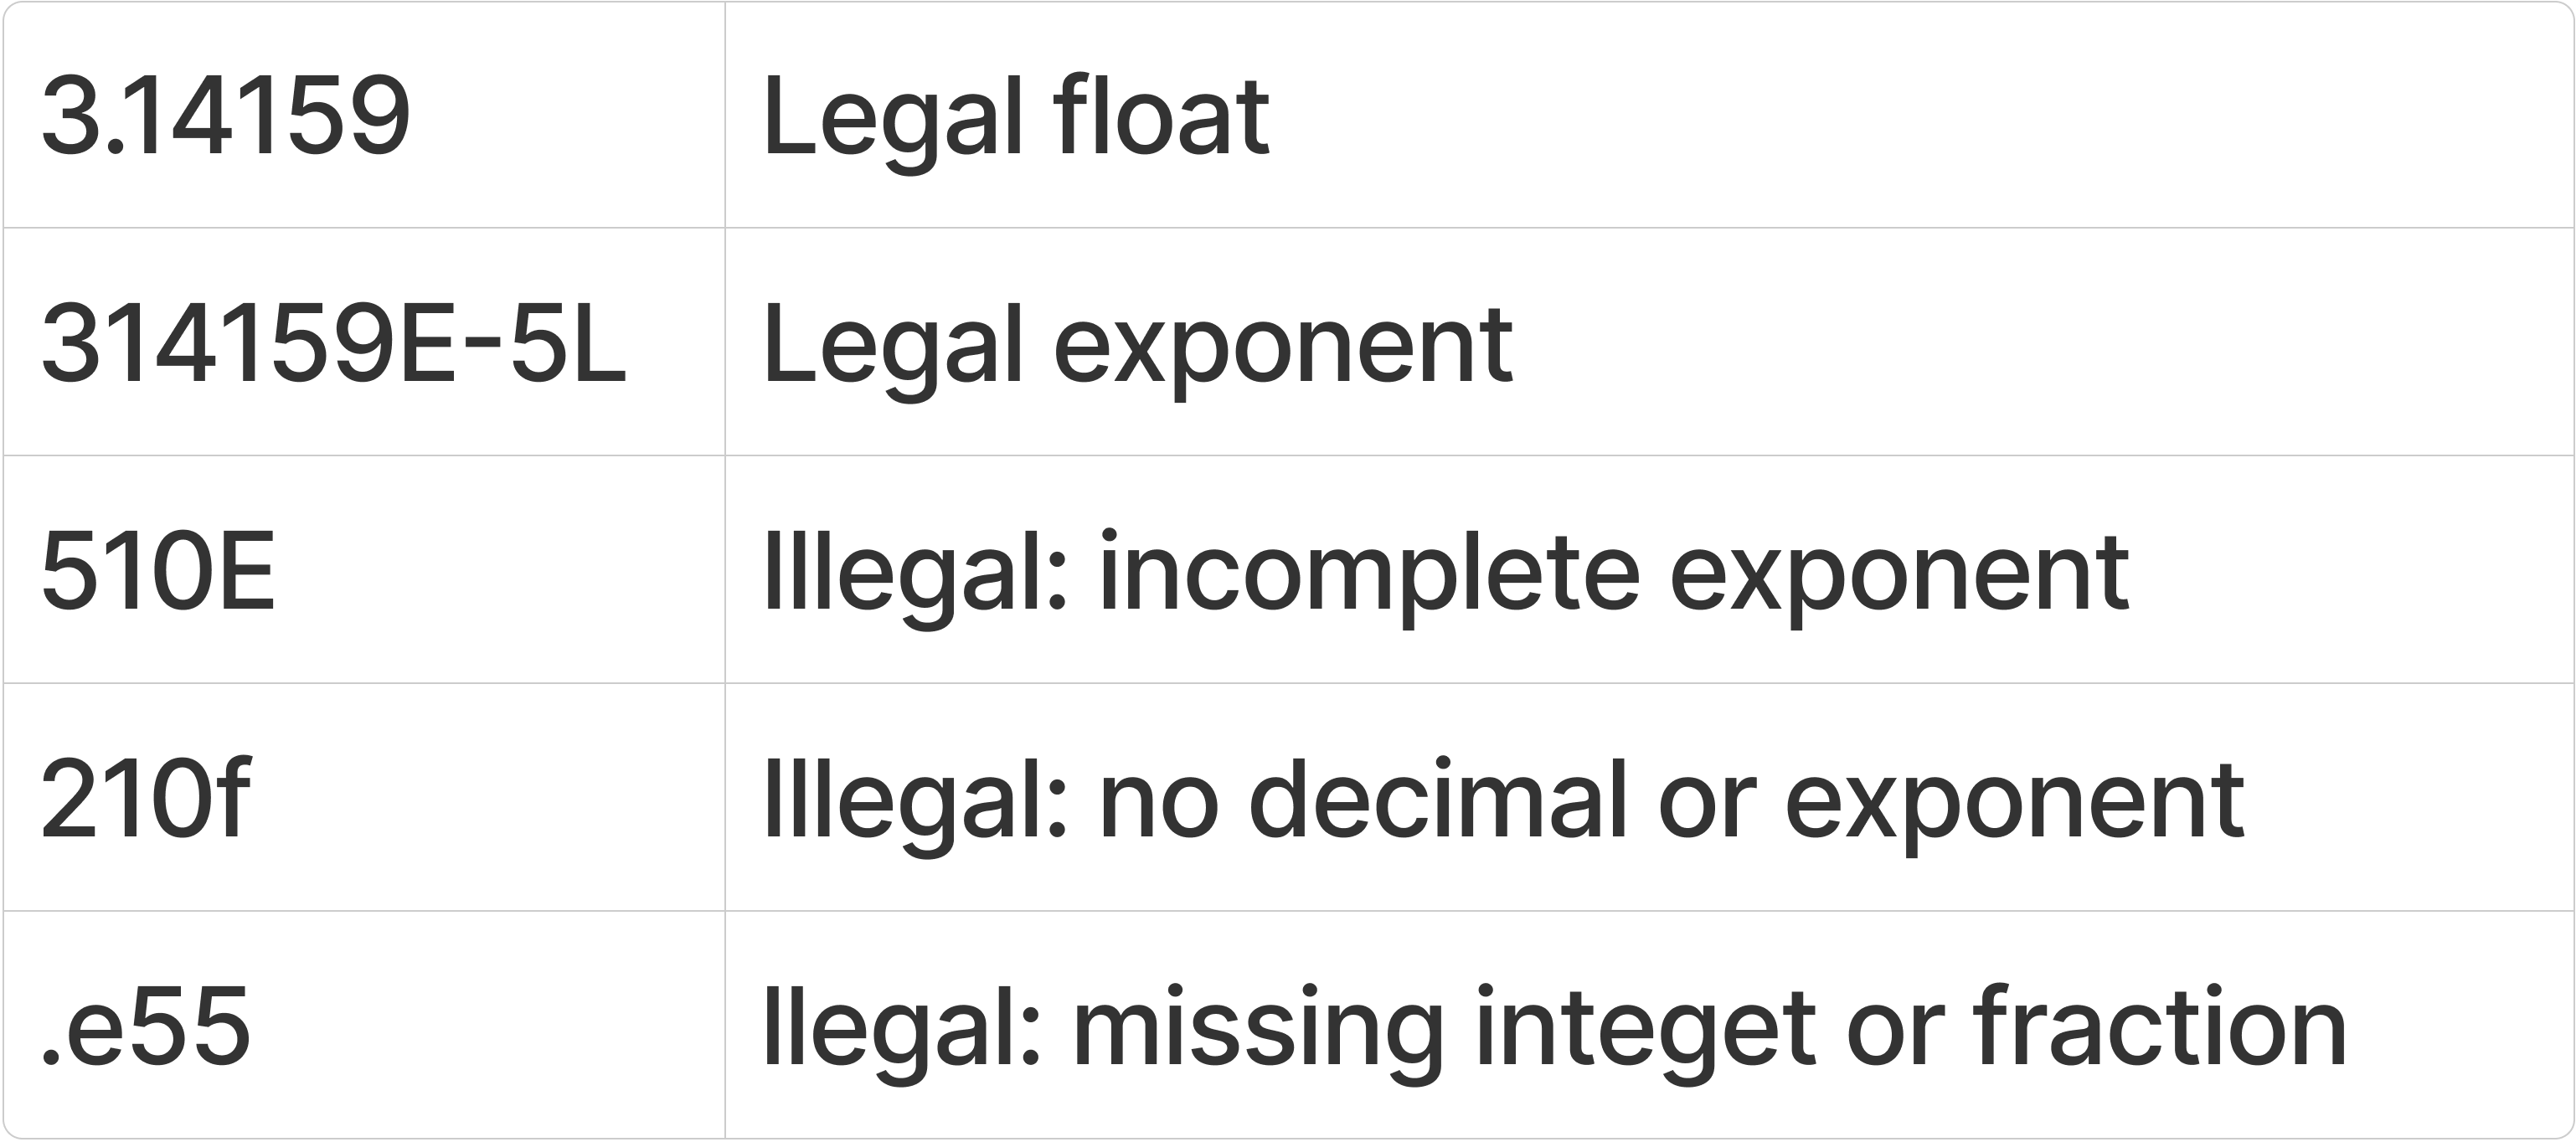 3.14159 Legal float
314159E-5L Legal exponent
510E Illegal: incomplete exponent
210f Illegal: no decimal or exponent
.e55 Ilegal: missing integet or fraction